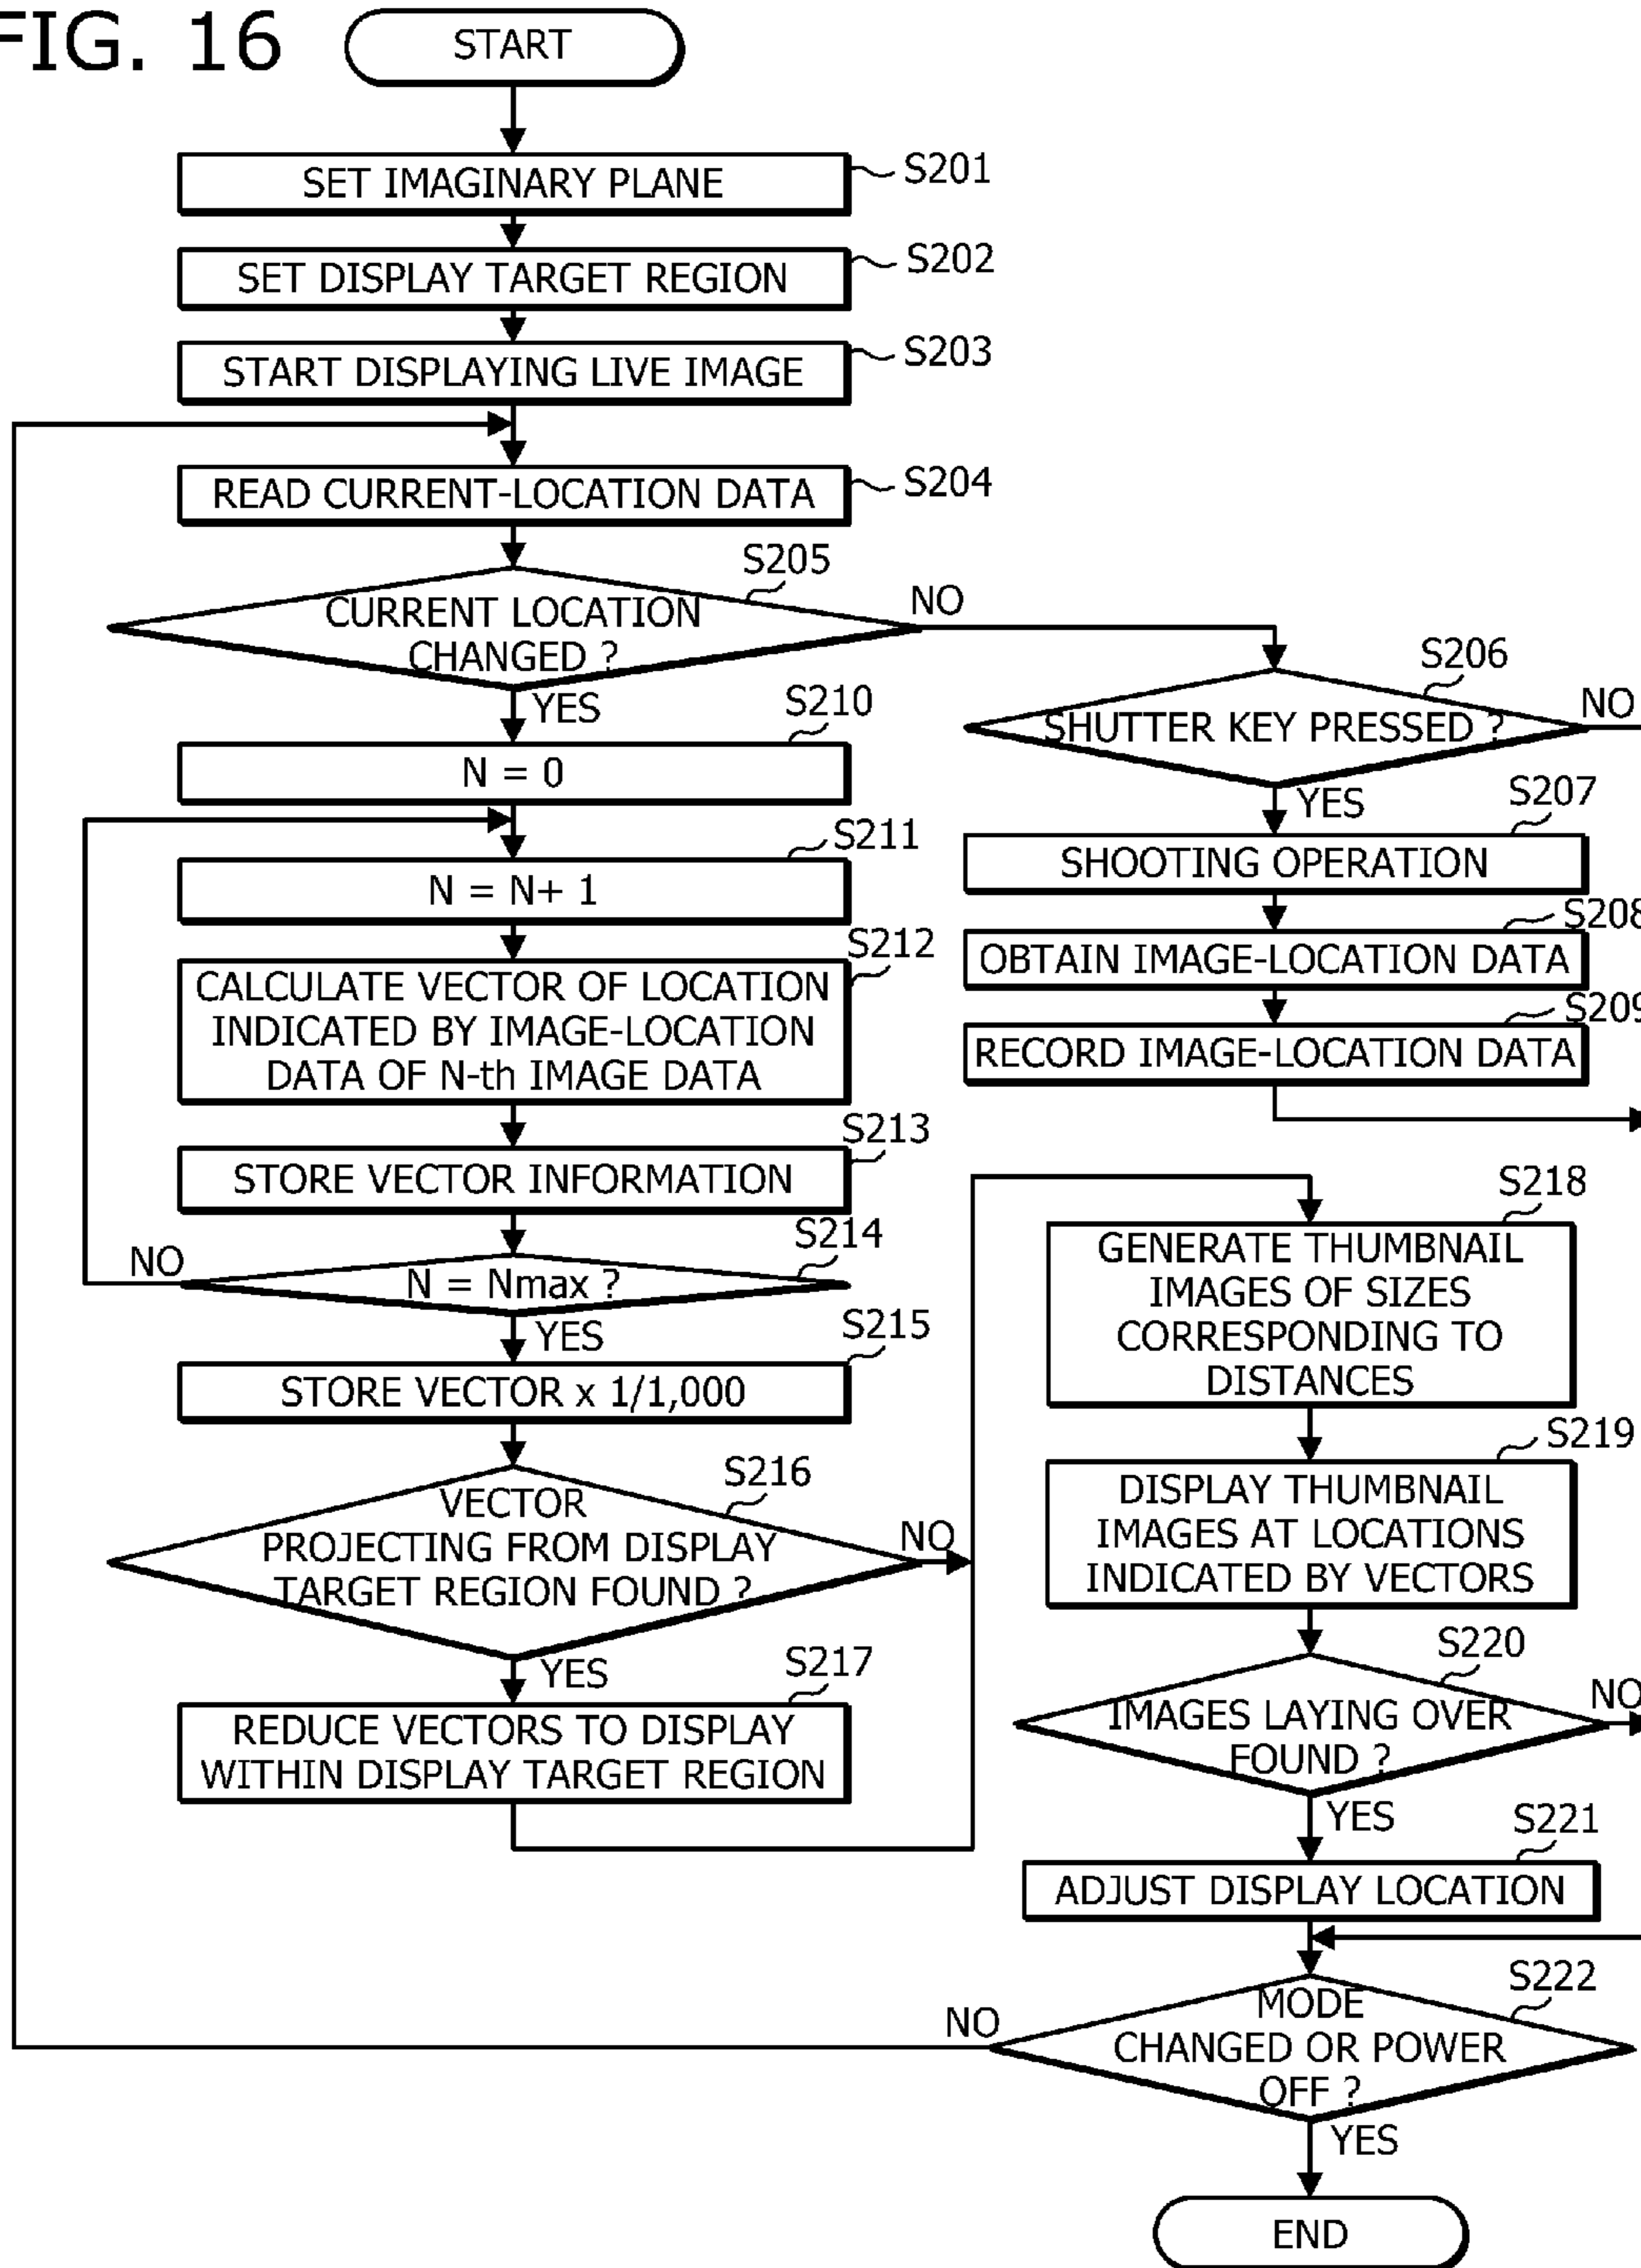 FIG. 16
START
SET IMAGINARY PLANE
S201
SET DISPLAY TARGET REGION
S202
START DISPLAYING LIVE IMAGE
S203
READ CURRENT-LOCATION DATA
S204
S205
CURRENT LOCATION
CHANGED ?
NO
YES
S206
SHUTTER KEY PRESSED ?
NO
YES
S207
SHOOTING OPERATION
S208
OBTAIN IMAGE-LOCATION DATA
S209
RECORD IMAGE-LOCATION DATA
S210
N = 0
S211
N = N+ 1
S212
CALCULATE VECTOR OF LOCATION
INDICATED BY IMAGE-LOCATION
DATA OF N-th IMAGE DATA
S213
STORE VECTOR INFORMATION
S214
NO
N = Nmax ?
YES
S215
STORE VECTOR x 1/1,000
S216
VECTOR
PROJECTING FROM DISPLAY
TARGET REGION FOUND ?
NO
YES
S217
REDUCE VECTORS TO DISPLAY
WITHIN DISPLAY TARGET REGION
S218
GENERATE THUMBNAIL
IMAGES OF SIZES
CORRESPONDING TO
DISTANCES
S219
DISPLAY THUMBNAIL
IMAGES AT LOCATIONS
INDICATED BY VECTORS
S220
IMAGES LAYING OVER
FOUND ?
NO
YES
S221
ADJUST DISPLAY LOCATION
S222
MODE
CHANGED OR POWER
OFF ?
NO
YES
END